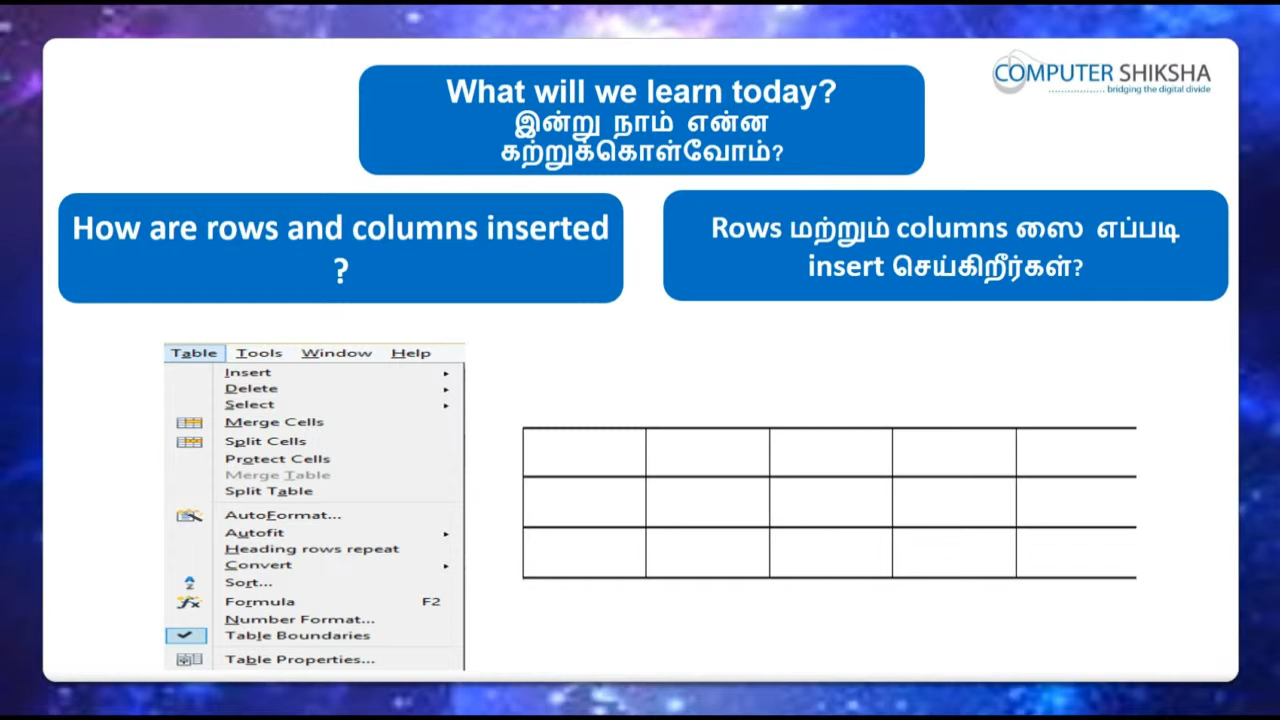 COMPUTER SHIKSHA
bridging the digital divide
What will we learn today?
இன்று நாம் என்ன
கற்றுக்கொள்வோம்?
How are rows and columns inserted
?
Rows மற்றும் columns ஸை எப்படி
insert செய்கிறீர்கள்?
Table Tools Window Help
Insert
Delete
Select
Merge Cells
Split Cells
Protect Cells
Merge Table
Split Table
AutoFormat...
Autofit
Heading rows repeat
Convert
Sort...
Formula F2
Number Format...
Table Boundaries
Table Properties...